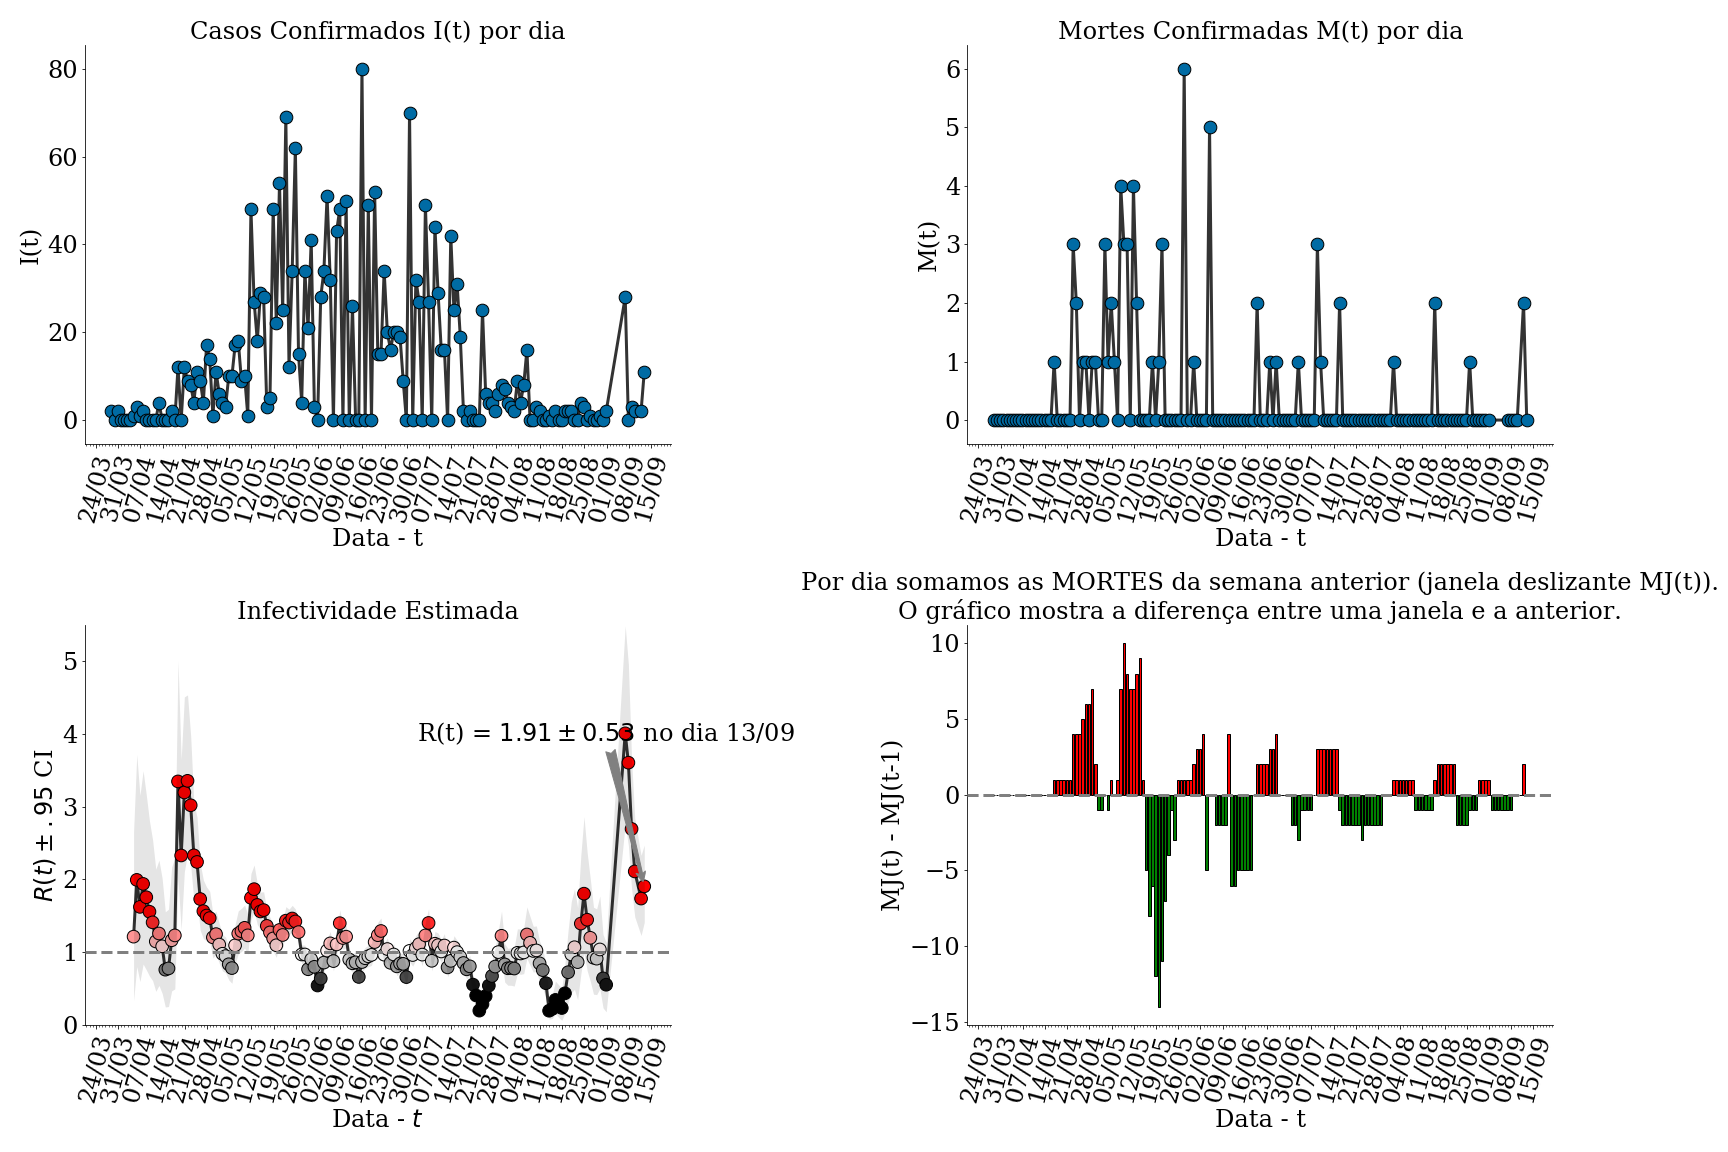 Casos Confirmados I(t) por dia
80
60
40
20
0
I(t)
24/03 31/03 07/04 14/04 21/04 28/04 05/05 12/05 19/05 26/05 02/06 09/06 16/06 23/06 30/06 07/07 14/07 21/07 28/07 04/08 11/08 18/08 25/08 01/09 08/09 15/09
Data - t
Mortes Confirmadas M(t) por dia
6
5
4
3
2
1
0
M(t)
24/03 31/03 07/04 14/04 21/04 28/04 05/05 12/05 19/05 26/05 02/06 09/06 16/06 23/06 30/06 07/07 14/07 21/07 28/07 04/08 11/08 18/08 25/08 01/09 08/09 15/09
Data - t
Infectividade Estimada
5
4
3
2
1
0
R(t) ± .95 CI
R(t) = 1.91 ± 0.53 no dia 13/09
24/03 31/03 07/04 14/04 21/04 28/04 05/05 12/05 19/05 26/05 02/06 09/06 16/06 23/06 30/06 07/07 14/07 21/07 28/07 04/08 11/08 18/08 25/08 01/09 08/09 15/09
Data - t
Por dia somamos as MORTES da semana anterior (janela deslizante MJ(t)).
O gráfico mostra a diferença entre uma janela e a anterior.
10
5
0
−5
−10
−15
MJ(t) - MJ(t-1)
24/03 31/03 07/04 14/04 21/04 28/04 05/05 12/05 19/05 26/05 02/06 09/06 16/06 23/06 30/06 07/07 14/07 21/07 28/07 04/08 11/08 18/08 25/08 01/09 08/09 15/09
Data - t